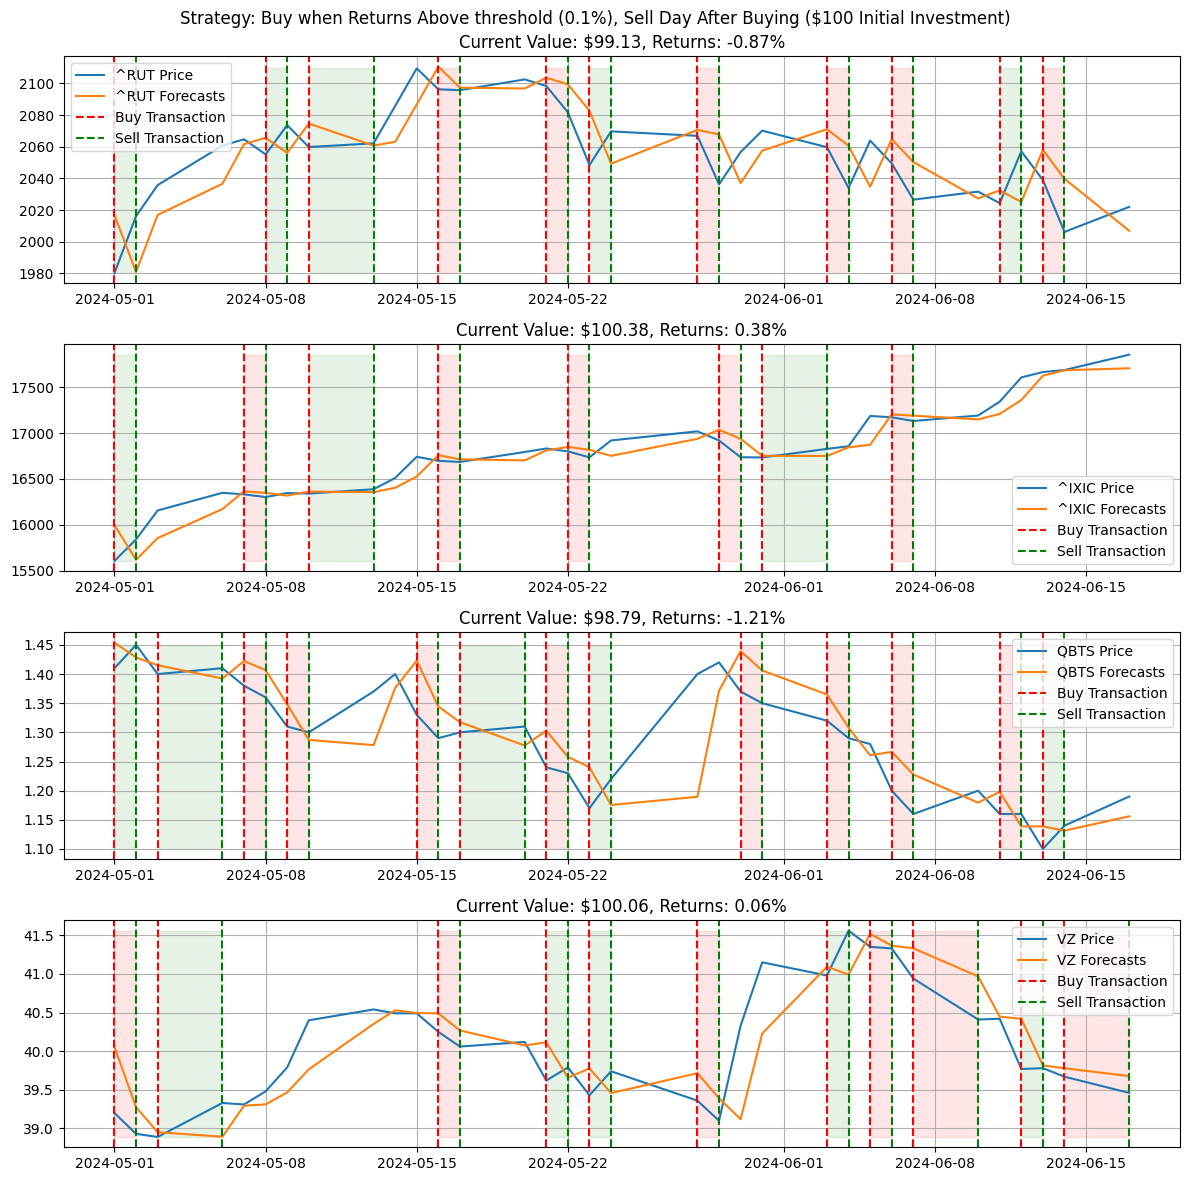 Strategy: Buy when Returns Above threshold (0.1%), Sell Day After Buying ($100 Initial Investment)
Current Value: $99.13, Returns: -0.87%
^RUT Price
^RUT Forecasts
Buy Transaction
Sell Transaction
2100
2080
2060
2040
2020
2000
1980
2024-05-01 2024-05-08 2024-05-15 2024-05-22 2024-06-01 2024-06-08 2024-06-15
Current Value: $100.38, Returns: 0.38%
17500
17000
16500
16000
15500
^IXIC Price
^IXIC Forecasts
Buy Transaction
Sell Transaction
2024-05-01 2024-05-08 2024-05-15 2024-05-22 2024-06-01 2024-06-08 2024-06-15
Current Value: $98.79, Returns: -1.21%
1.45
1.40
1.35
1.30
1.25
1.20
1.15
1.10
QBTS Price
QBTS Forecasts
Buy Transaction
Sell Transaction
2024-05-01 2024-05-08 2024-05-15 2024-05-22 2024-06-01 2024-06-08 2024-06-15
Current Value: $100.06, Returns: 0.06%
41.5
41.0
40.5
40.0
39.5
39.0
VZ Price
VZ Forecasts
Buy Transaction
Sell Transaction
2024-05-01 2024-05-08 2024-05-15 2024-05-22 2024-06-01 2024-06-08 2024-06-15